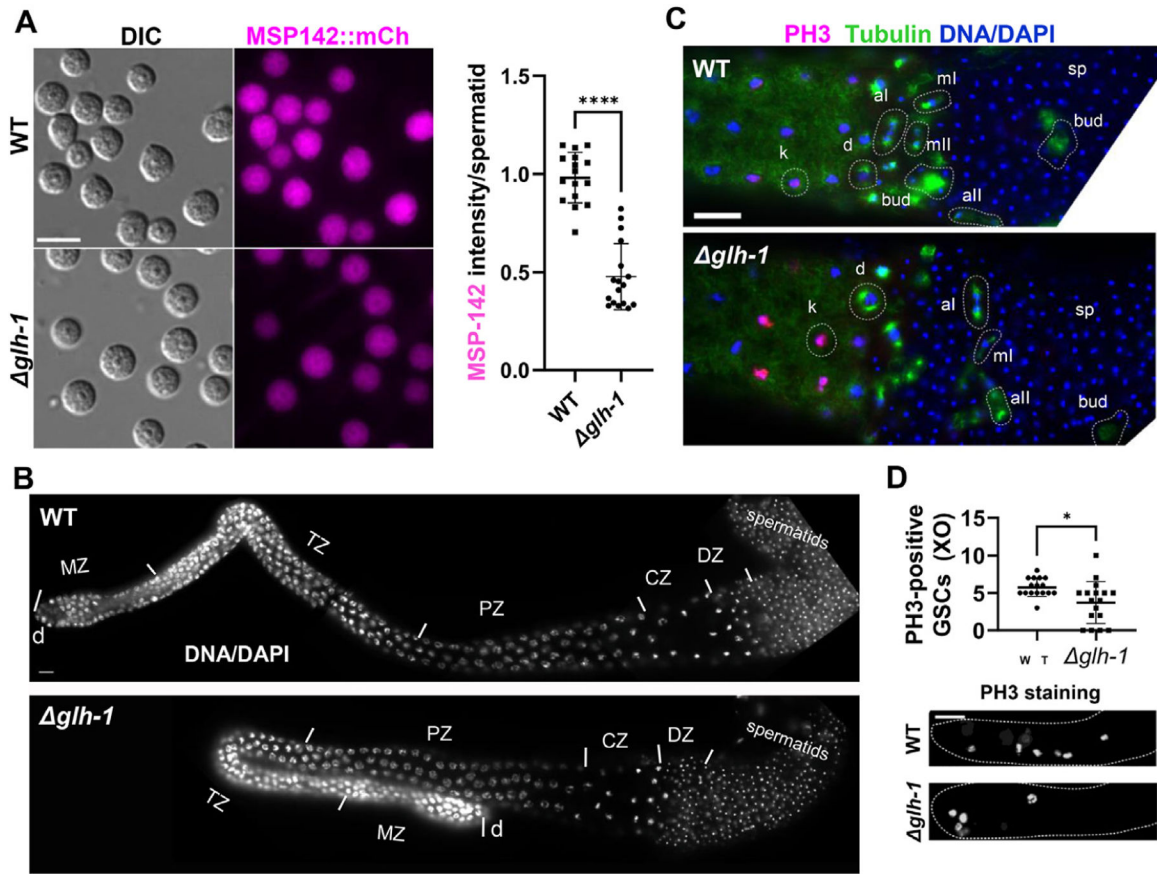 A
DIC
MSP142::mCh
WT
Δglh-1
MSP-142 intensity/spermatid
1.5
1.0
0.5
0.0
****
WT
Δglh-1
C
PH3 Tubulin DNA/DAPI
WT
sp
mI
aI
bud
d
mII
k
bud
aII
Δglh-1
d
k
aI
sp
mI
aII
bud
B
WT
MZ
TZ
PZ
CZ
DZ
spermatids
d
DNA/DAPI
Δglh-1
PZ
CZ
DZ
spermatids
TZ
MZ
d
D
PH3-positive
GSCs (XO)
15
10
5
0
*
W T
Δglh-1
PH3 staining
WT
Δglh-1